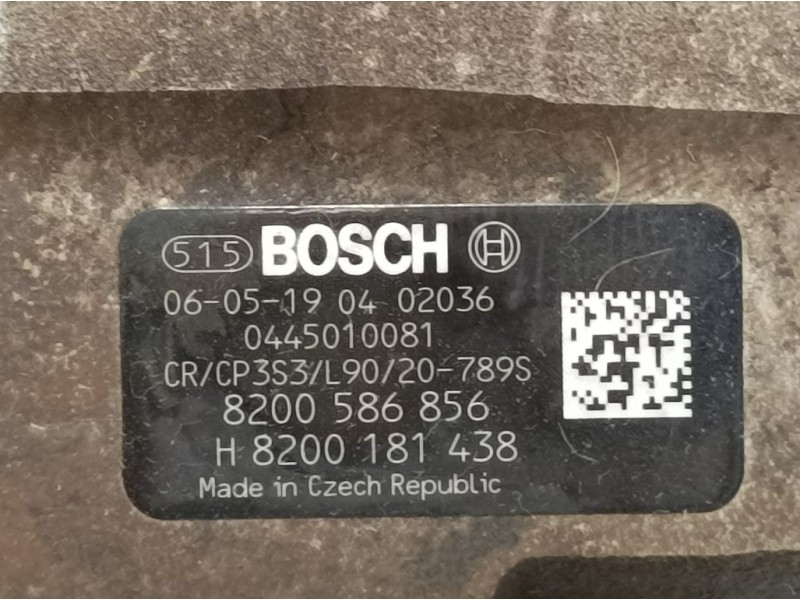 515 BOSCH H
06-05-19 04 02036
0445010081
CR/CP3S3/L90/20-789S
8200 586 856
H 8200 181 438
Made in Czech Republic